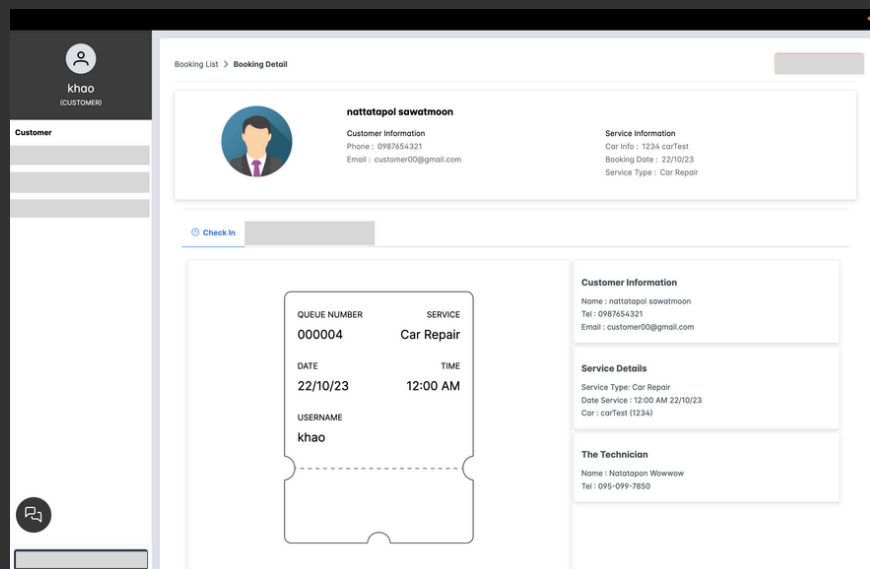 khao
(CUSTOMER)
Customer
Booking List > Booking Detail
nattatapol sawatmoon
Customer Information
Phone : 0987654321
Email : customer00@gmail.com
Service Information
Car Info : 1234 carTest
Booking Date : 22/10/23
Service Type : Car Repair
Check In
QUEUE NUMBER SERVICE
000004 Car Repair
DATE TIME
22/10/23 12:00 AM
USERNAME
khao
Customer Information
Name : nattatapol sawatmoon
Tel : 0987654321
Email : customer00@gmail.com
Service Details
Service Type: Car Repair
Date Service : 12:00 AM 22/10/23
Car : carTest (1234)
The Technician
Name : Natatapon Wowwow
Tel : 095-099-7850